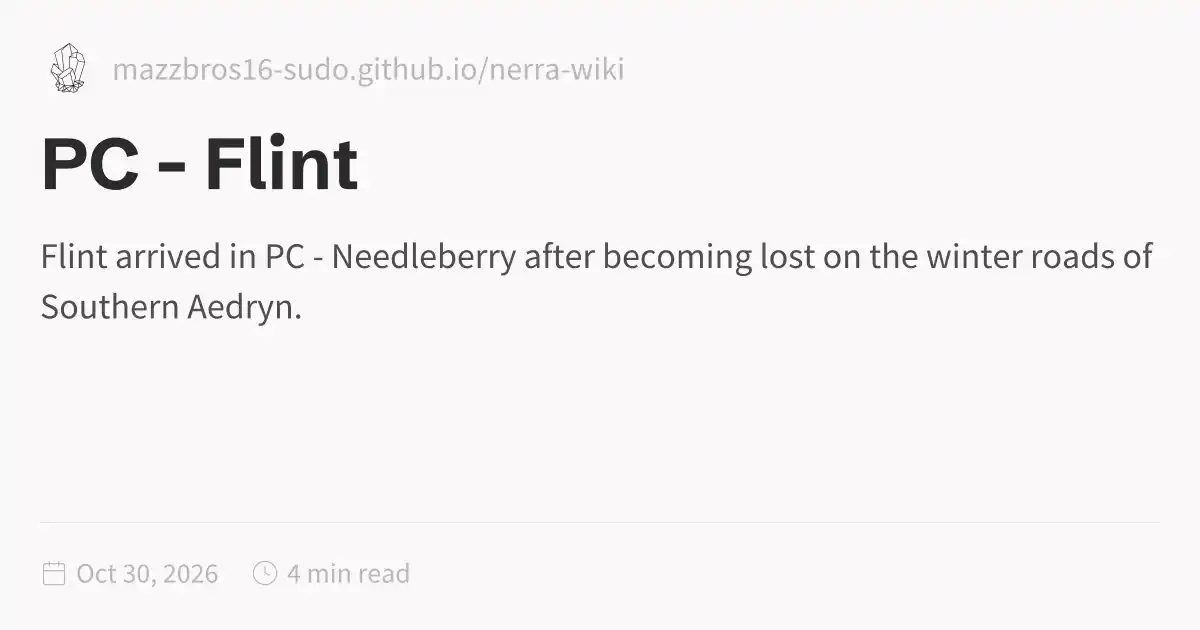 mazzbros16-sudo.github.io/nerra-wiki
PC - Flint
Flint arrived in PC - Needleberry after becoming lost on the winter roads of
Southern Aedryn.
Oct 30, 2026 4 min read